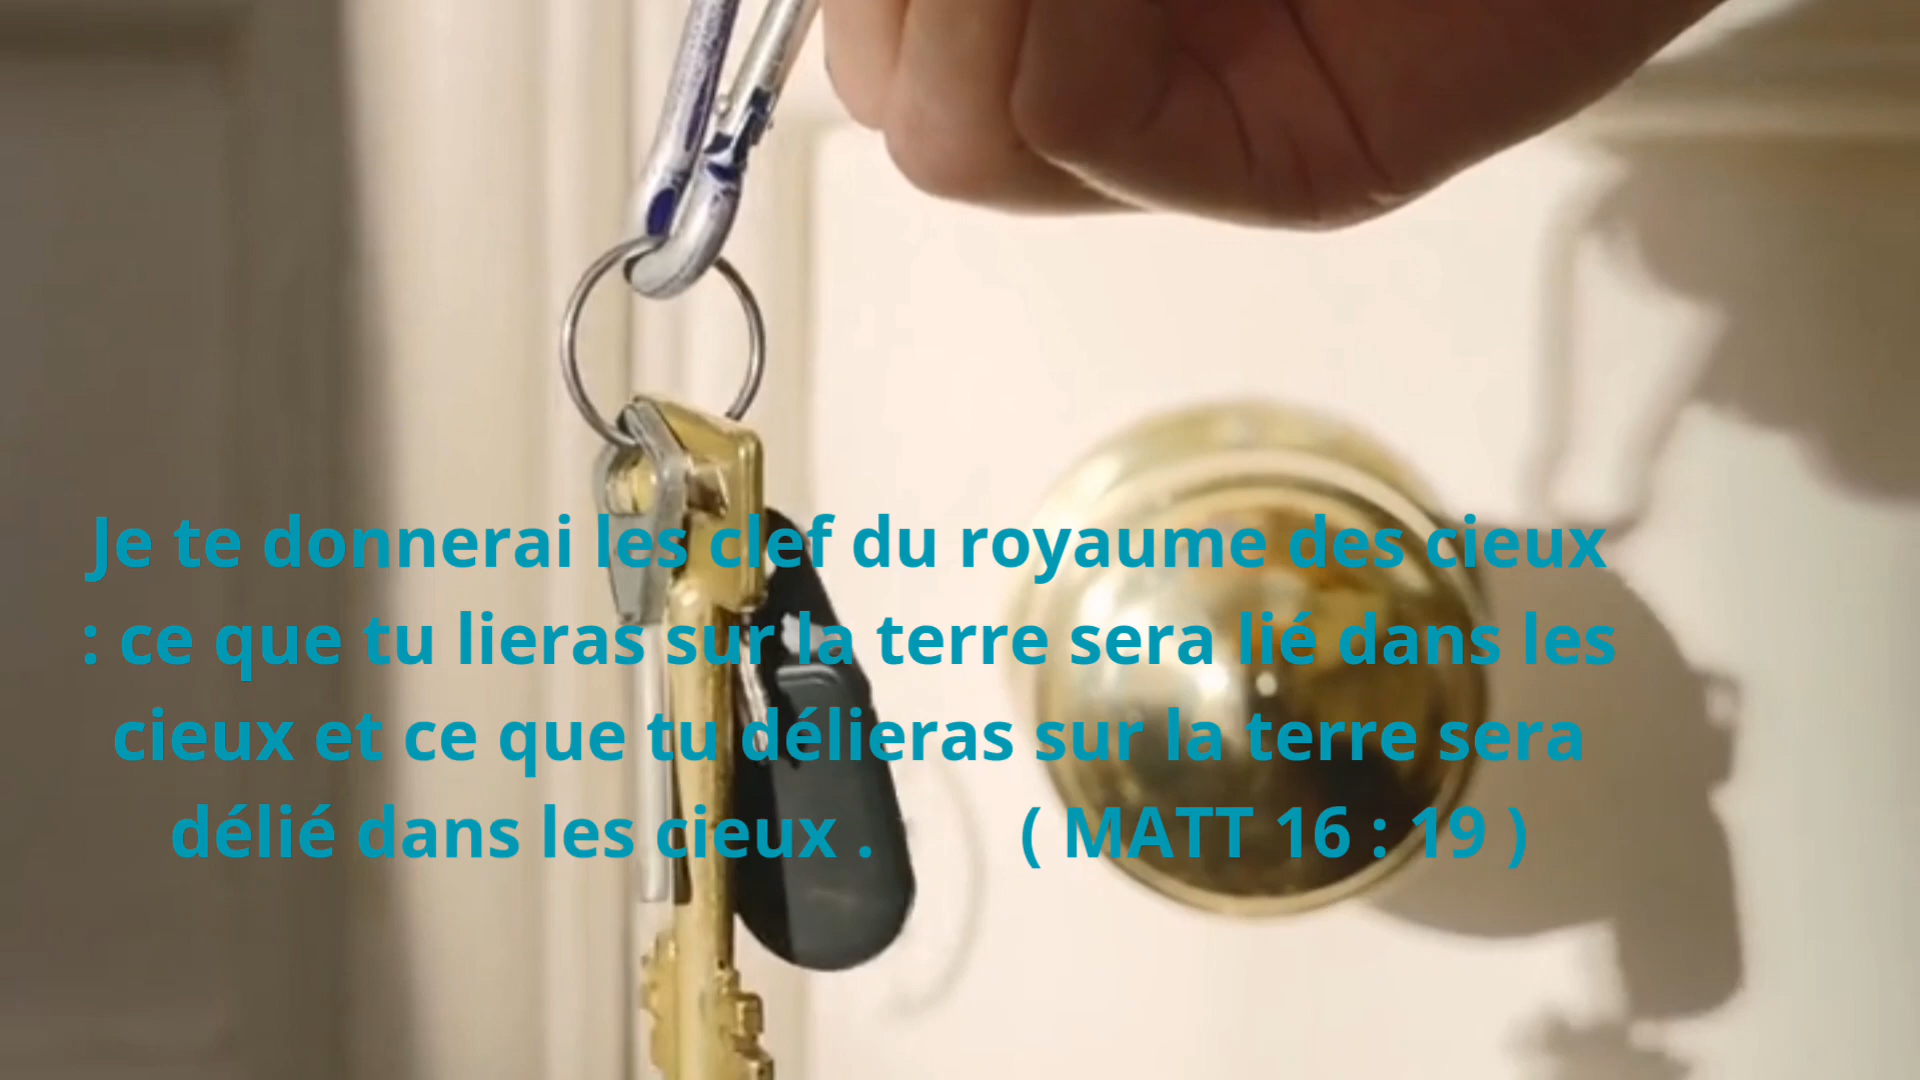 Je te donnerai les clef du royaume des cieux
: ce que tu lieras sur la terre sera lié dans les
cieux et ce que tu délieras sur la terre sera
délié dans les cieux . ( MATT 16 : 19 )